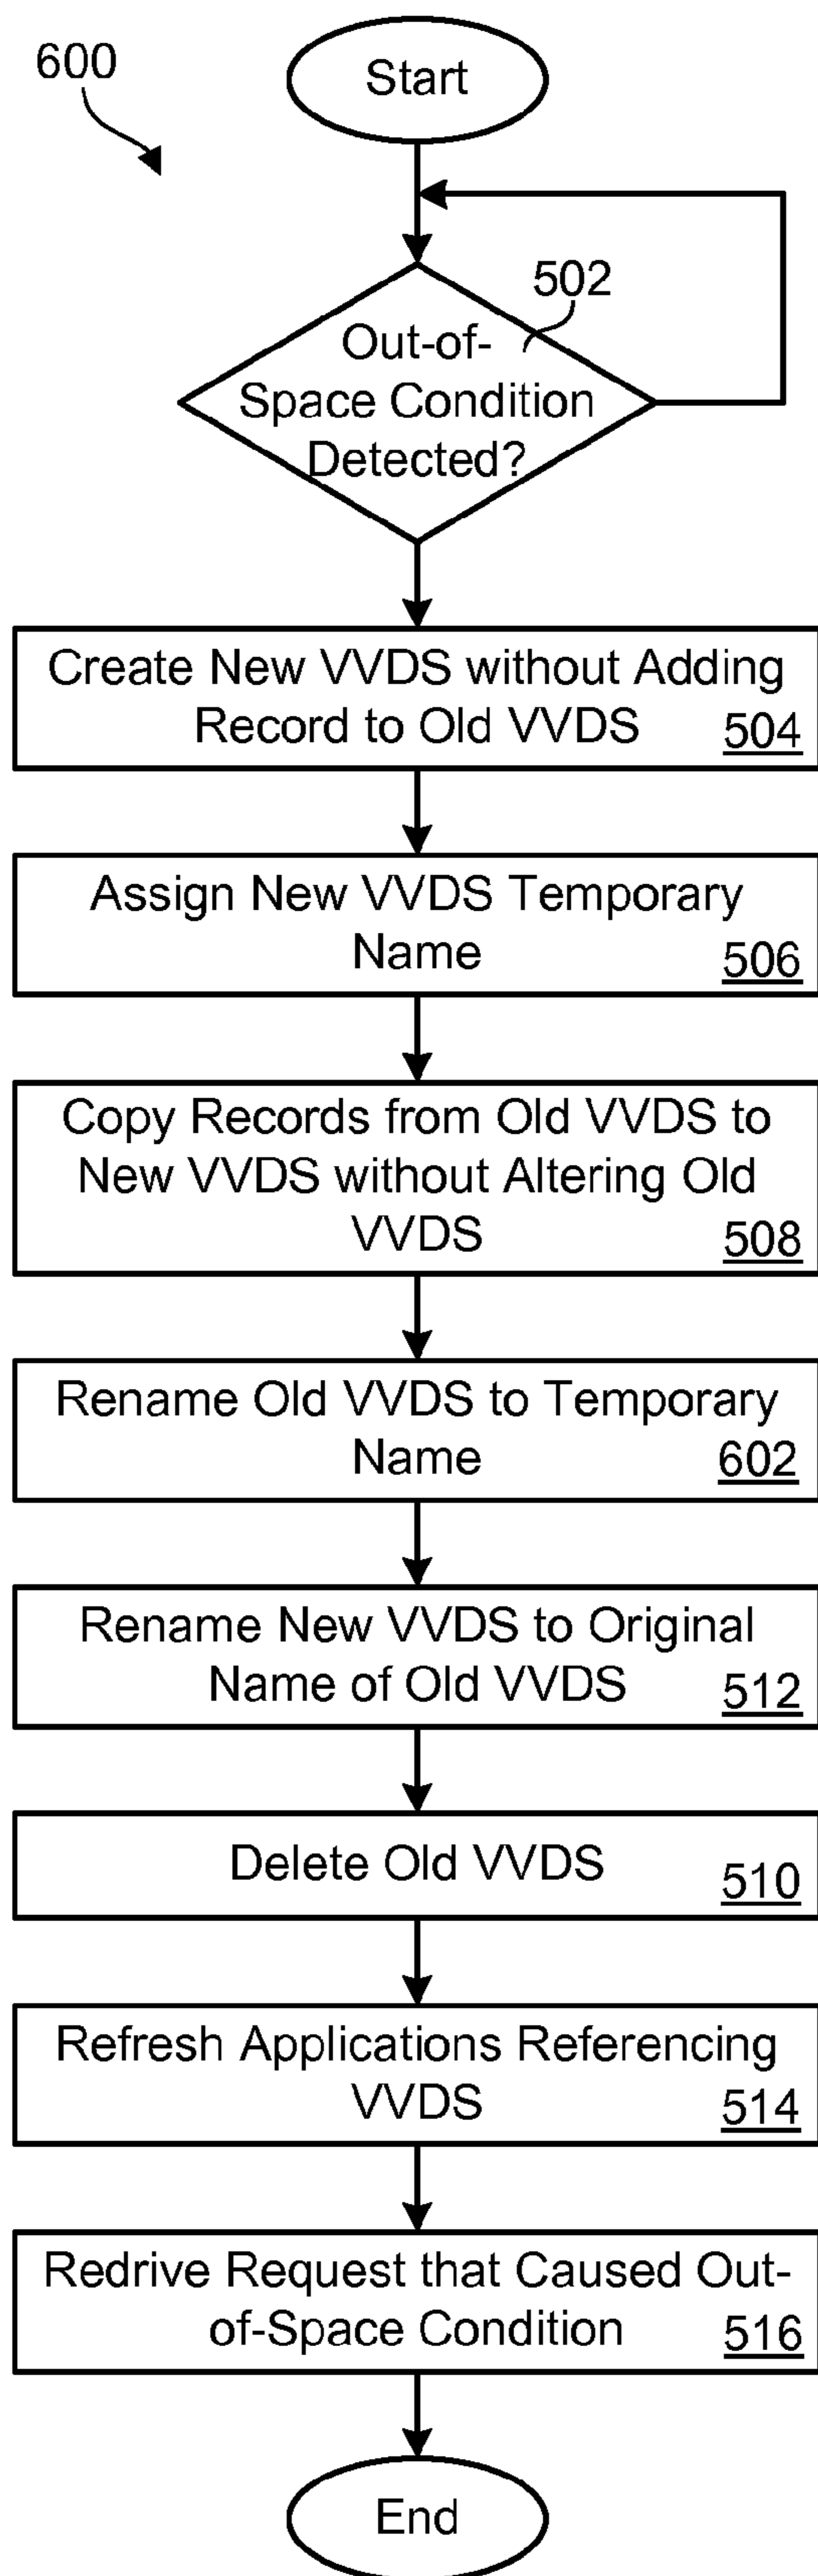 600
Start
502
Out-of-
Space Condition
Detected?
Create New VVDS without Adding
Record to Old VVDS
504
Assign New VVDS Temporary
Name
506
Copy Records from Old VVDS to
New VVDS without Altering Old
VVDS
508
Rename Old VVDS to Temporary
Name
602
Rename New VVDS to Original
Name of Old VVDS
512
Delete Old VVDS
510
Refresh Applications Referencing
VVDS
514
Redrive Request that Caused Out-
of-Space Condition
516
End